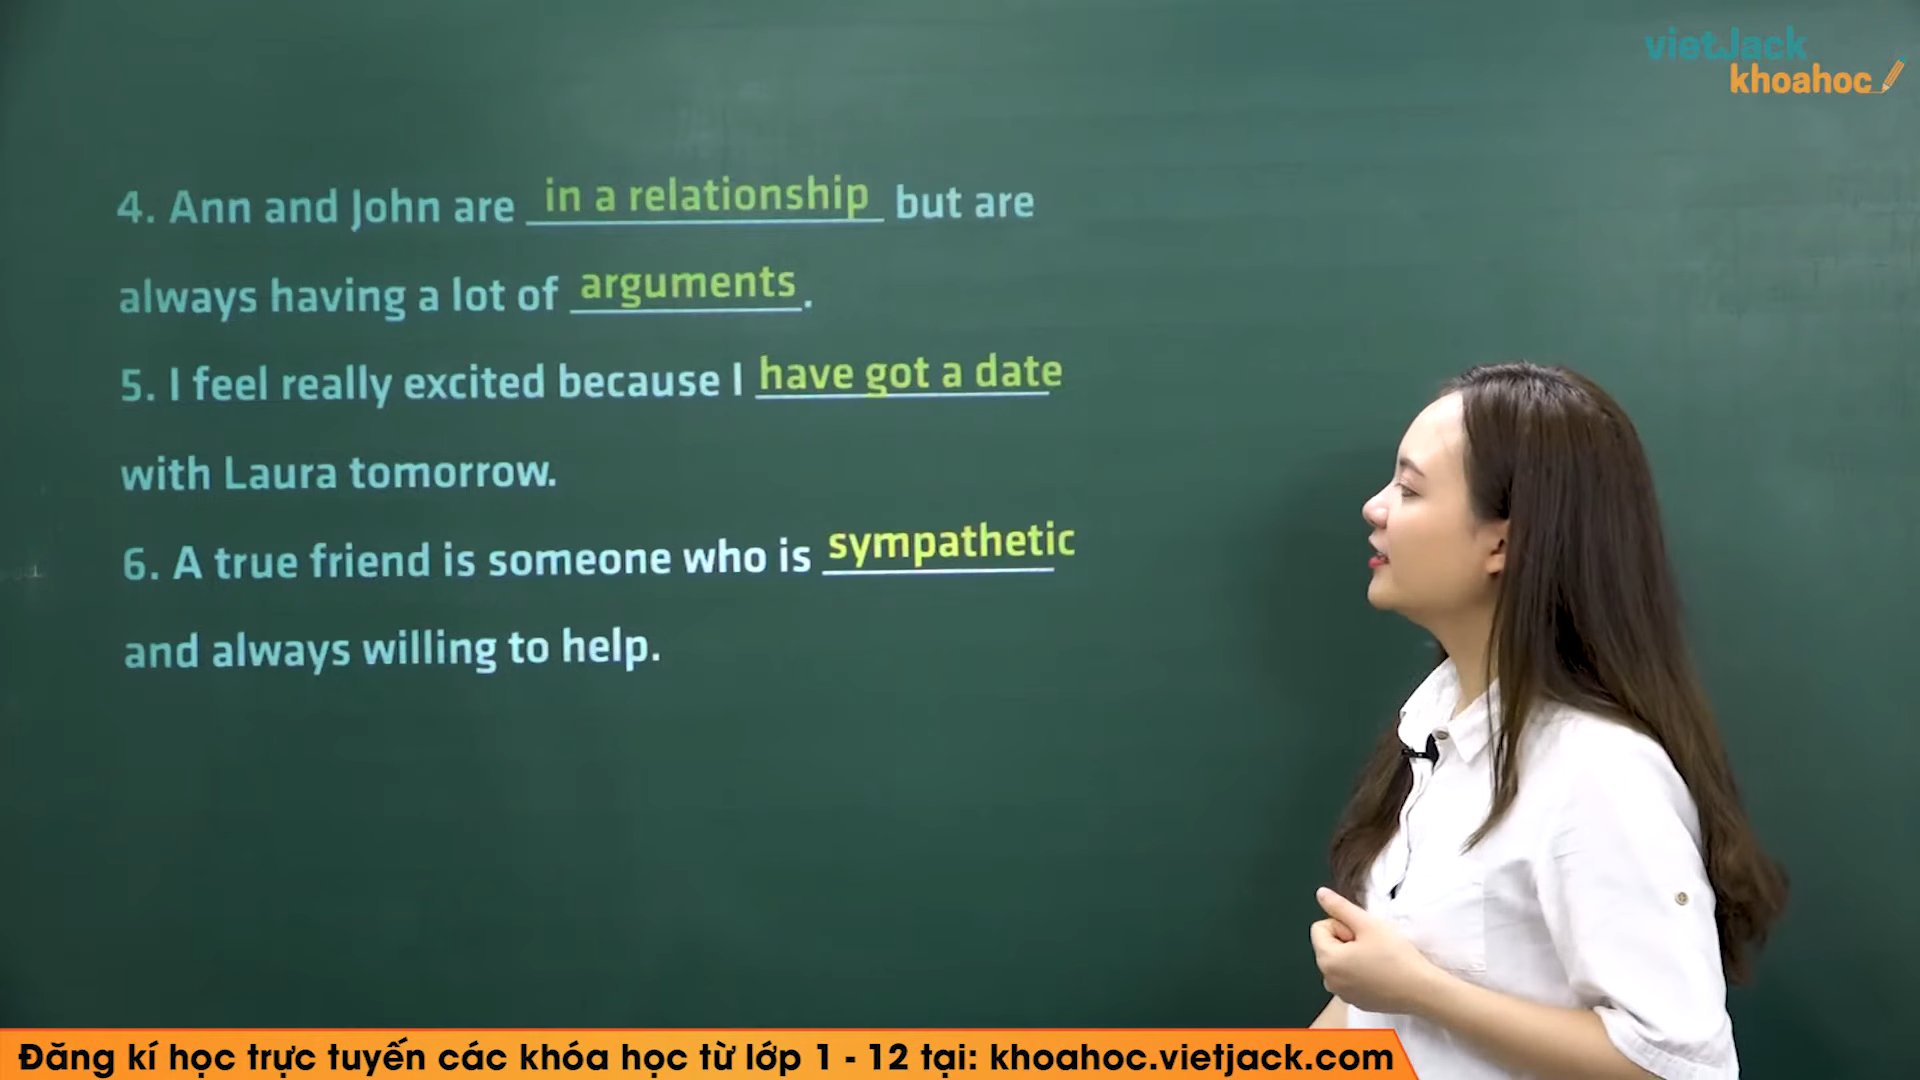 vietJack
khoahoc
4. Ann and John are in a relationship but are
always having a lot of arguments.
5. I feel really excited because I have got a date
with Laura tomorrow.
6. A true friend is someone who is sympathetic
and always willing to help.
Đăng kí học trực tuyến các khóa học từ lớp 1 - 12 tại: khoahoc.vietjack.com